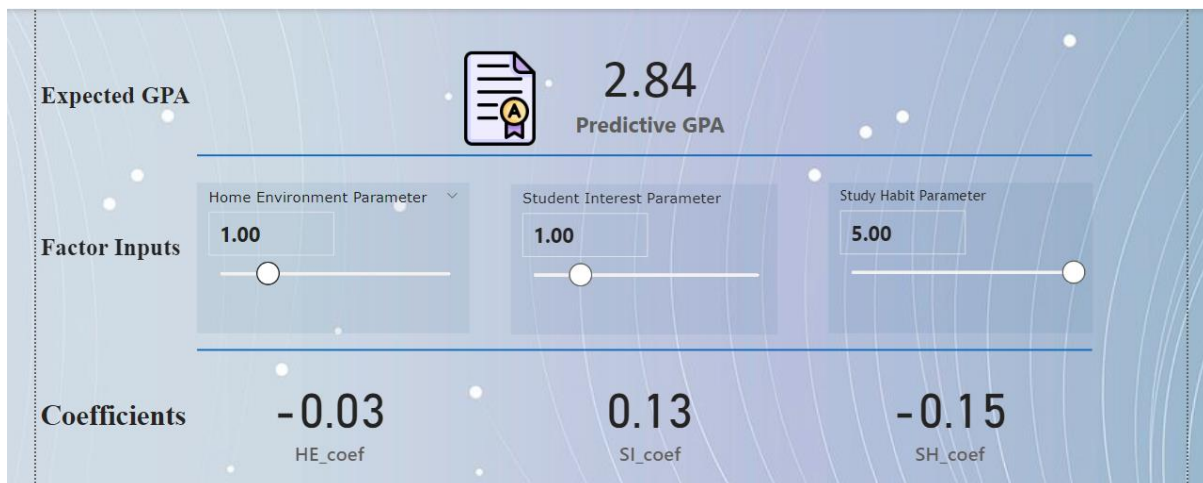 Expected GPA
A
2.84
Predictive GPA
Factor Inputs
Home Environment Parameter
1.00
Student Interest Parameter
1.00
Study Habit Parameter
5.00
Coefficients
-0.03
HE_coef
0.13
SI_coef
-0.15
SH_coef